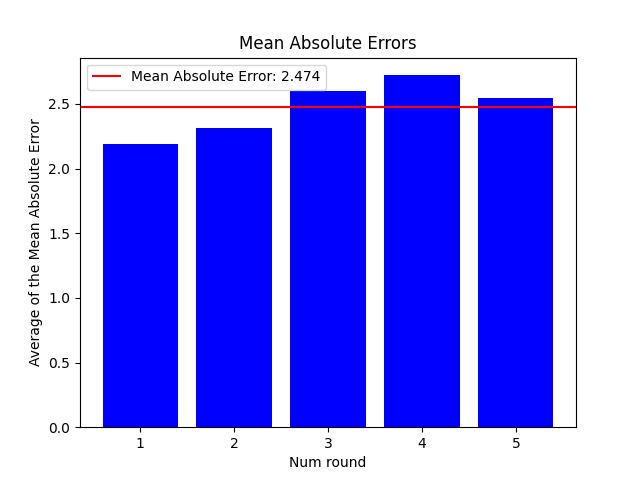 Mean Absolute Errors
Mean Absolute Error: 2.474
Average of the Mean Absolute Error
2.5
2.0
1.5
1.0
0.5
0.0
1 2 3 4 5
Num round